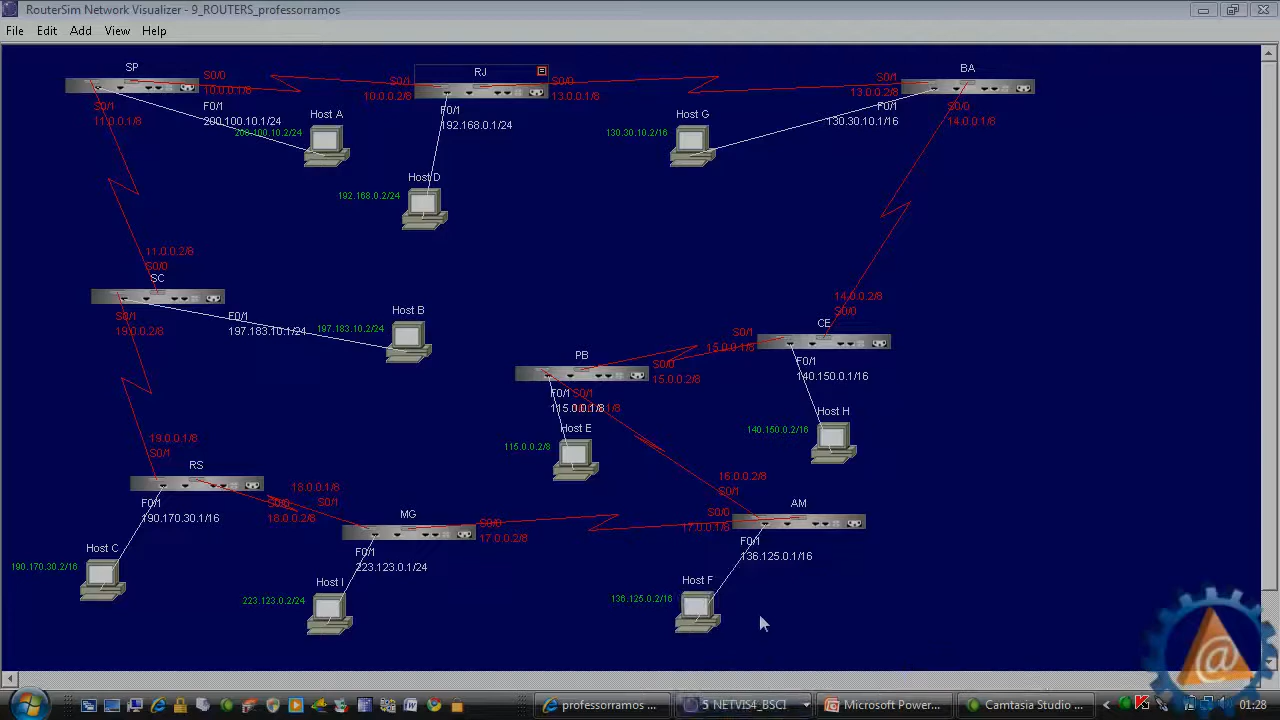 RouterSim Network Visualizer - 9_ROUTERS_professorramos
File Edit Add View Help
SP
S0/0
10.0.0.1/8
S0/1
11.0.0.1/8
F0/1
200.100.10.1/24
200.100.10.2/24
Host A
RJ
S0/1
10.0.0.2/8
S0/0
13.0.0.1/8
F0/1
192.168.0.1/24
Host D
192.168.0.2/24
BA
S0/1
13.0.0.2/8
F0/1
130.30.10.1/16
S0/0
14.0.0.1/8
Host G
130.30.10.2/16
11.0.0.2/8
S0/0
SC
S0/1
19.0.0.2/8
F0/1
197.183.10.1/24
197.183.10.2/24
Host B
14.0.0.2/8
S0/0
CE
S0/1
15.0.0.1/8
F0/1
140.150.0.1/16
Host H
140.150.0.2/16
PB
S0/0
15.0.0.2/8
F0/1
S0/1
115.0.0.1/8
Host E
115.0.0.2/8
19.0.0.1/8
S0/1
RS
F0/1
190.170.30.1/16
S0/0
18.0.0.2/8
Host C
190.170.30.2/16
18.0.0.1/8
S0/1
MG
S0/0
17.0.0.2/8
F0/1
223.123.0.1/24
Host I
223.123.0.2/24
16.0.0.2/8
S0/1
AM
S0/0
17.0.0.1/8
F0/1
136.125.0.1/16
Host F
136.125.0.2/16
@
professorramos ...
5_NETVIS4_BSCI
Microsoft Power...
Camtasia Studio ...
01:28